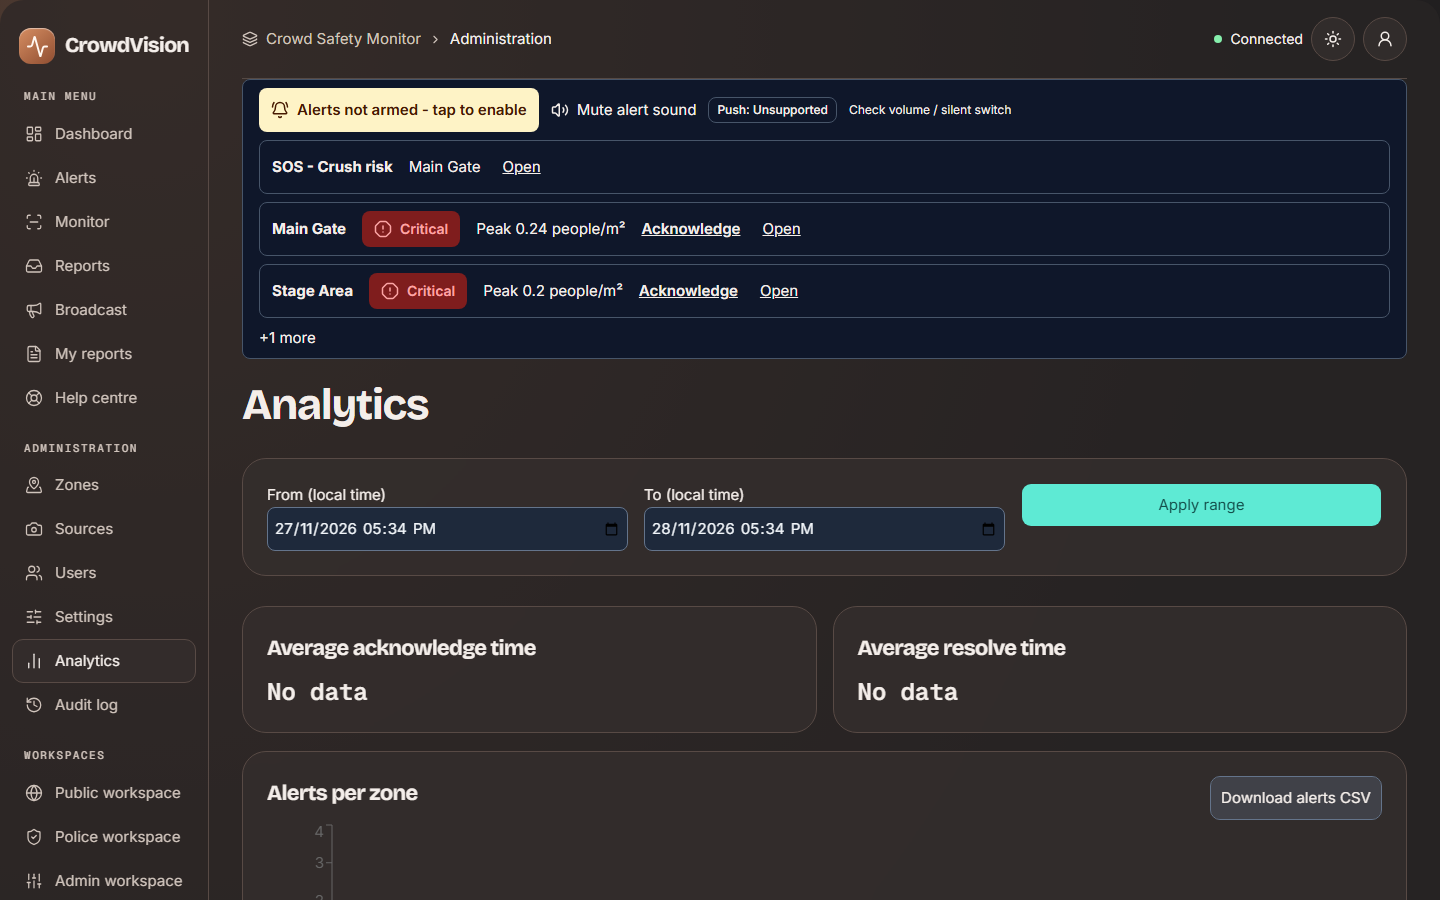 CrowdVision
MAIN MENU
Dashboard
Alerts
Monitor
Reports
Broadcast
My reports
Help centre
ADMINISTRATION
Zones
Sources
Users
Settings
Analytics
Audit log
WORKSPACES
Public workspace
Police workspace
Admin workspace
Crowd Safety Monitor › Administration
Connected
Alerts not armed - tap to enable Mute alert sound Push: Unsupported Check volume / silent switch
SOS - Crush risk Main Gate Open
Main Gate Critical Peak 0.24 people/m² Acknowledge Open
Stage Area Critical Peak 0.2 people/m² Acknowledge Open
+1 more
Analytics
From (local time) To (local time)
27/11/2026 05:34 PM 28/11/2026 05:34 PM Apply range
Average acknowledge time Average resolve time
No data No data
Alerts per zone Download alerts CSV
4
3